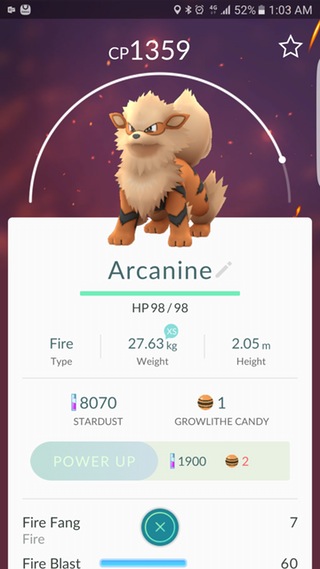 52% 1:03 AM
CP1359
Arcanine
HP 98 / 98
Fire XS 27.63 kg 2.05 m
Type Weight Height
8070 1
STARDUST GROWLITHE CANDY
POWER UP 1900 2
Fire Fang 7
Fire
Fire Blast 60